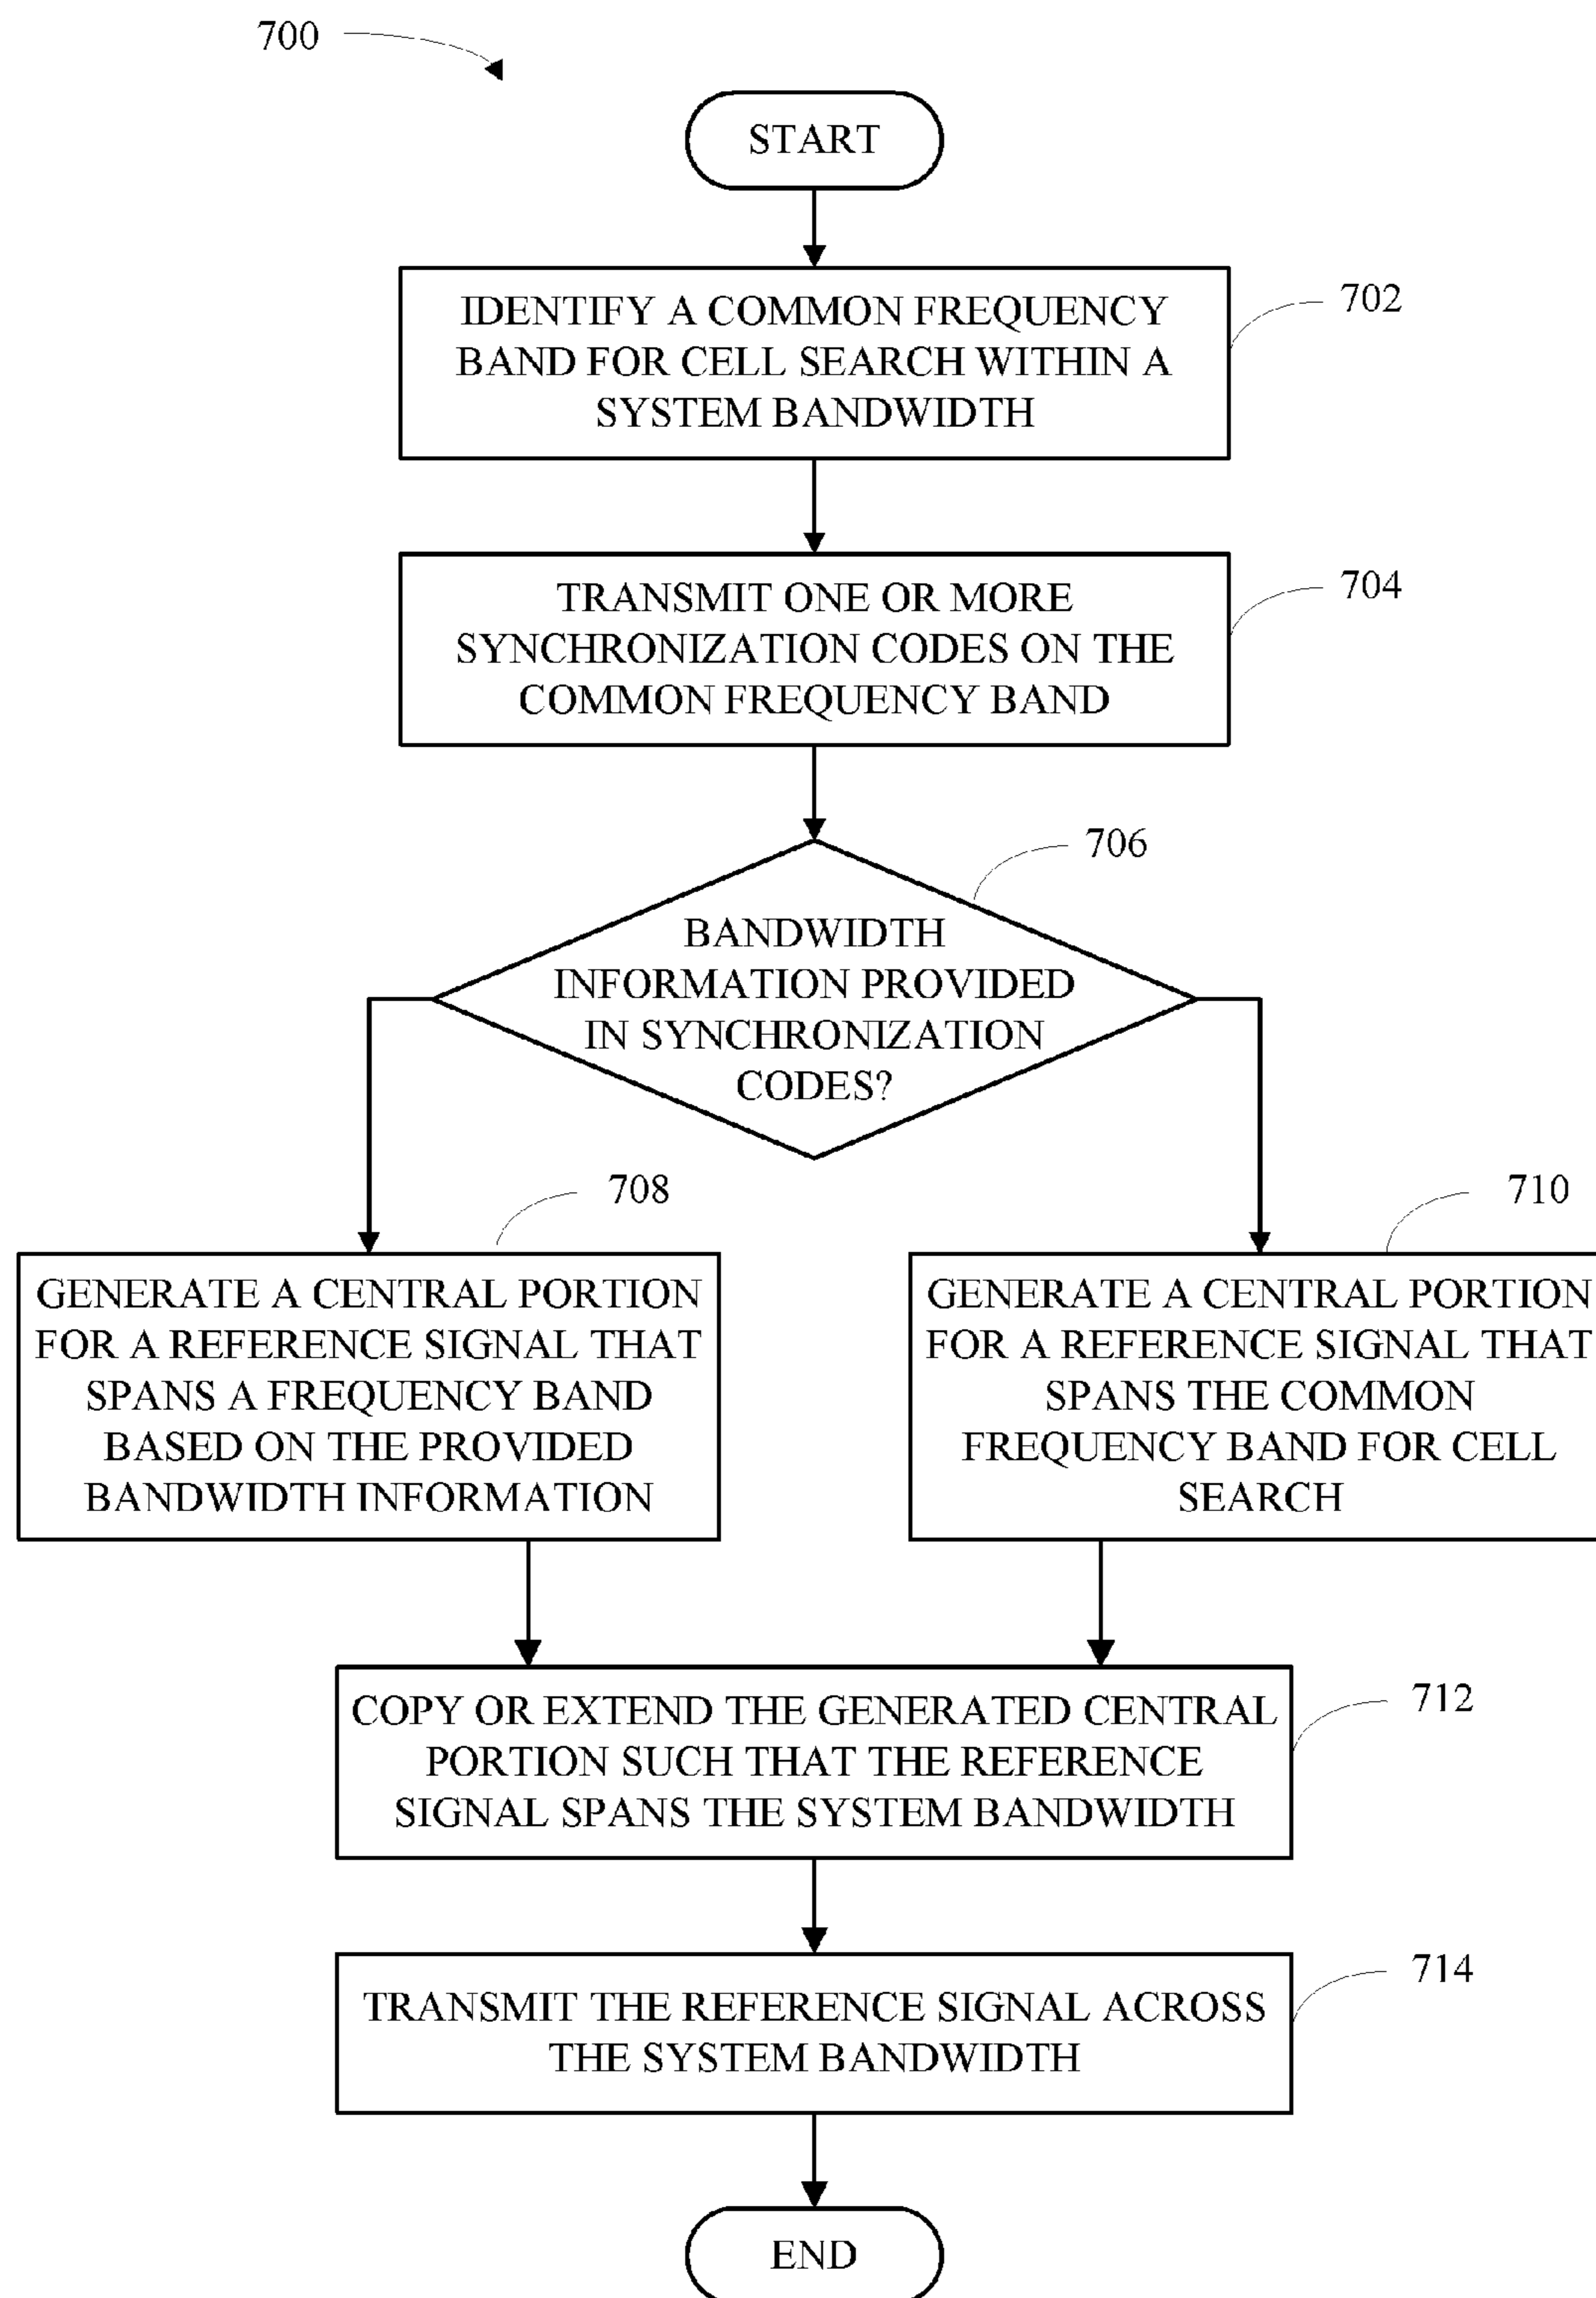 700
START
IDENTIFY A COMMON FREQUENCY
BAND FOR CELL SEARCH WITHIN A
SYSTEM BANDWIDTH
702
TRANSMIT ONE OR MORE
SYNCHRONIZATION CODES ON THE
COMMON FREQUENCY BAND
704
706
BANDWIDTH
INFORMATION PROVIDED
IN SYNCHRONIZATION
CODES?
708
GENERATE A CENTRAL PORTION
FOR A REFERENCE SIGNAL THAT
SPANS A FREQUENCY BAND
BASED ON THE PROVIDED
BANDWIDTH INFORMATION
710
GENERATE A CENTRAL PORTION
FOR A REFERENCE SIGNAL THAT
SPANS THE COMMON
FREQUENCY BAND FOR CELL
SEARCH
COPY OR EXTEND THE GENERATED CENTRAL
PORTION SUCH THAT THE REFERENCE
SIGNAL SPANS THE SYSTEM BANDWIDTH
712
TRANSMIT THE REFERENCE SIGNAL ACROSS
THE SYSTEM BANDWIDTH
714
END